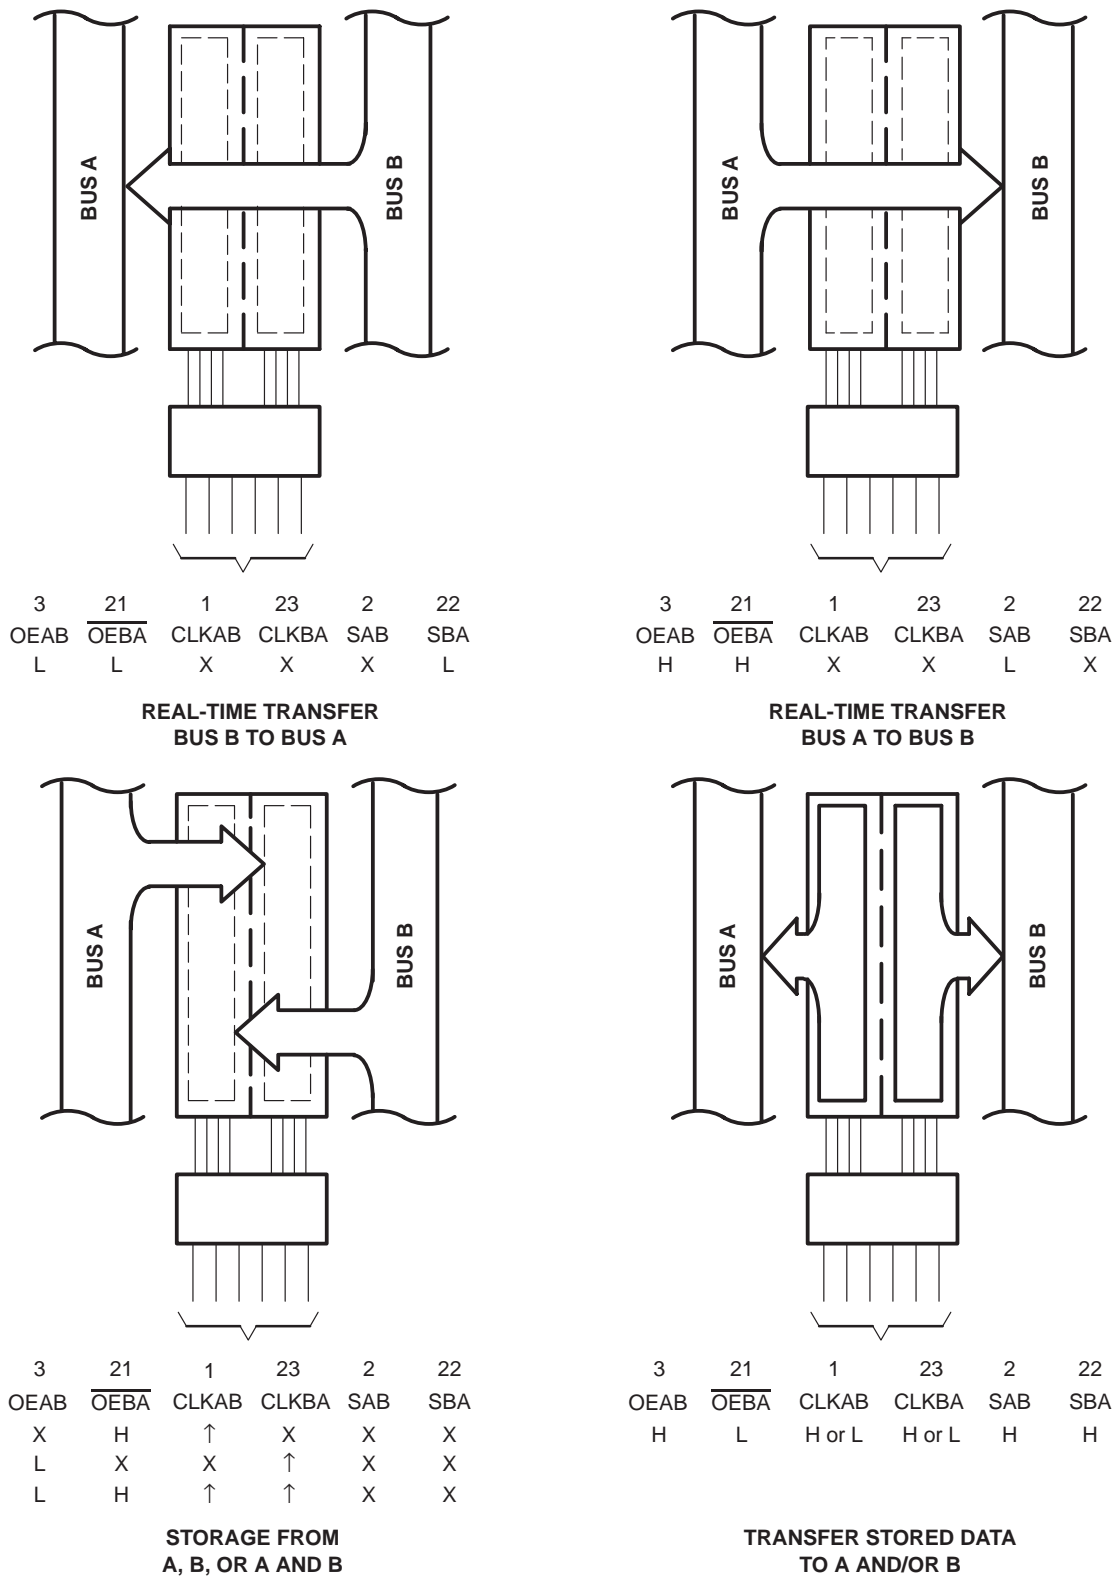 BUS A
BUS B
3 21 1 23 2 22
OEAB OEBA CLKAB CLKBA SAB SBA
L L X X X L
REAL-TIME TRANSFER
BUS B TO BUS A
BUS A
BUS B
3 21 1 23 2 22
OEAB OEBA CLKAB CLKBA SAB SBA
H H X X L X
REAL-TIME TRANSFER
BUS A TO BUS B
BUS A
BUS B
3 21 1 23 2 22
OEAB OEBA CLKAB CLKBA SAB SBA
X H ↑ X X X
L X X ↑ X X
L H ↑ ↑ X X
STORAGE FROM
A, B, OR A AND B
BUS A
BUS B
3 21 1 23 2 22
OEAB OEBA CLKAB CLKBA SAB SBA
H L H or L H or L H H
TRANSFER STORED DATA
TO A AND/OR B